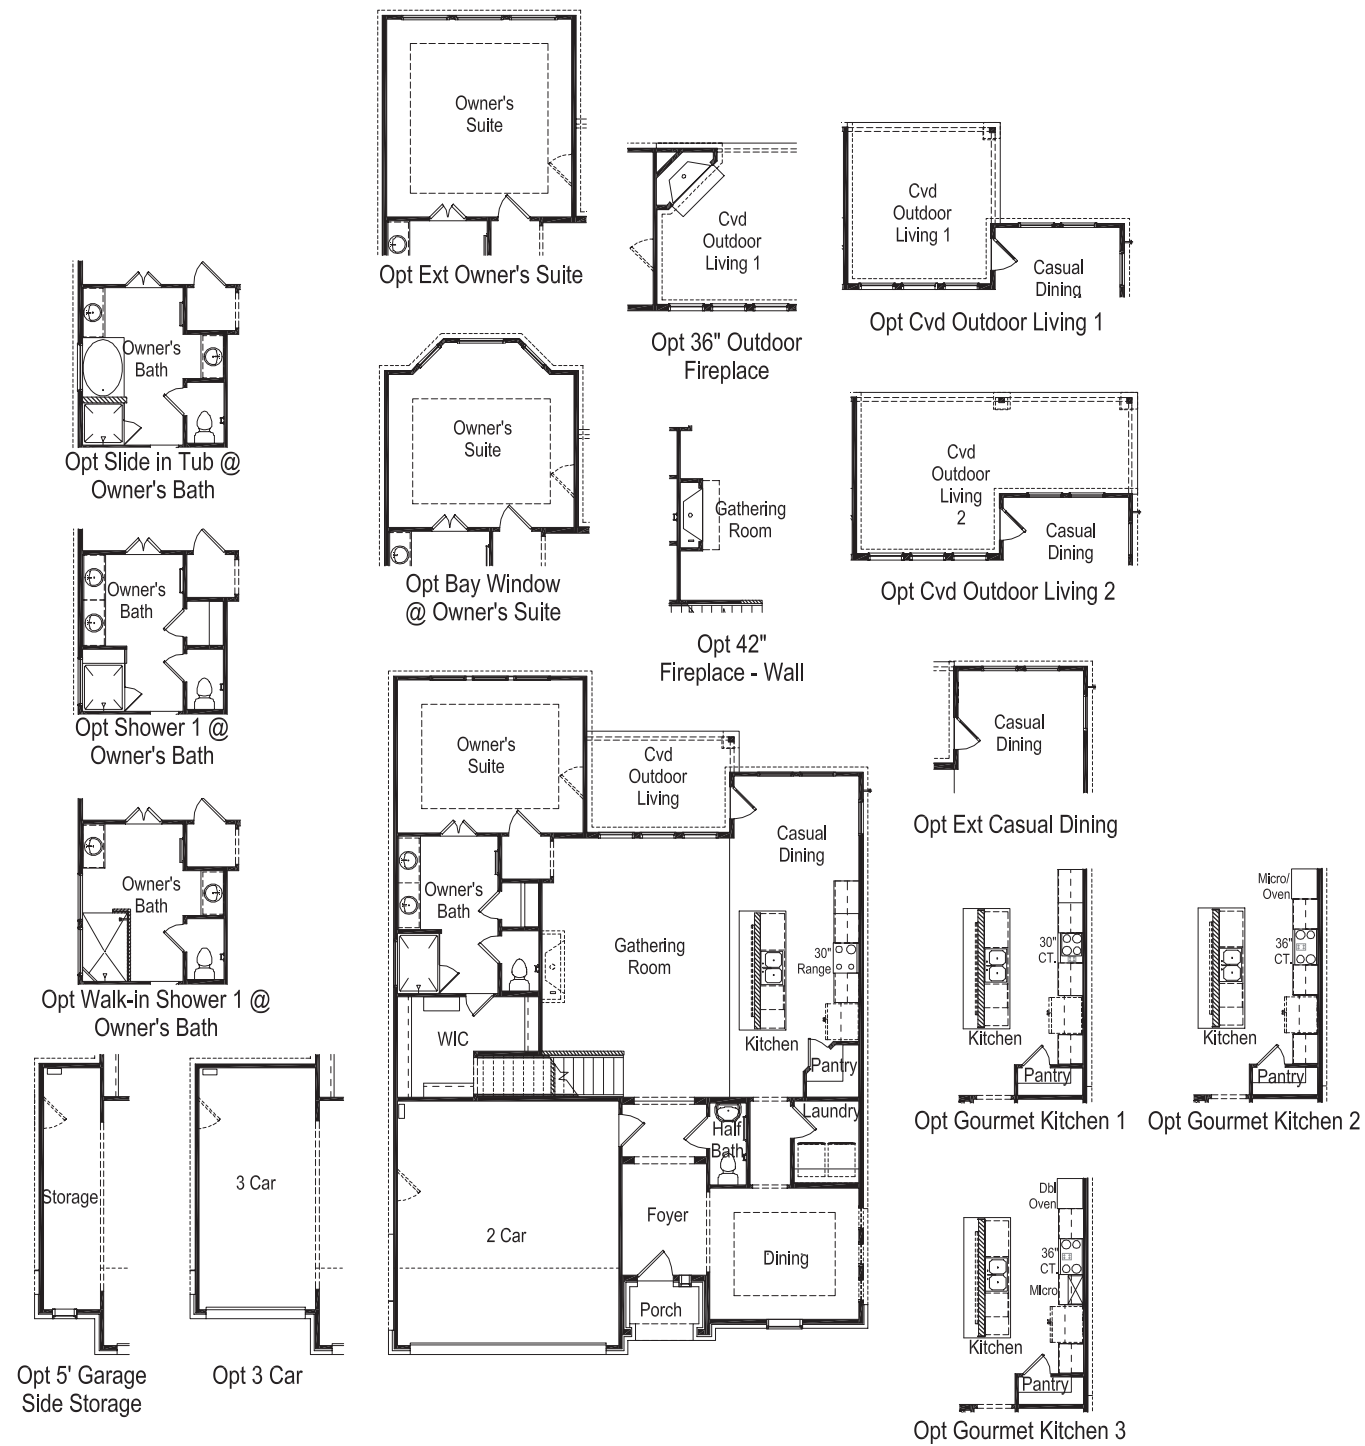 Owner's
Suite
Opt Ext Owner's Suite
Cvd
Outdoor
Living 1
Opt 36" Outdoor
Fireplace
Cvd
Outdoor
Living 1
Casual
Dining
Opt Cvd Outdoor Living 1
Owner's
Bath
Opt Slide in Tub @
Owner's Bath
Owner's
Suite
Opt Bay Window
@ Owner's Suite
Gathering
Room
Opt 42"
Fireplace - Wall
Cvd
Outdoor
Living
2
Casual
Dining
Opt Cvd Outdoor Living 2
Owner's
Bath
Opt Shower 1 @
Owner's Bath
Casual
Dining
Opt Ext Casual Dining
Owner's
Bath
Opt Walk-in Shower 1 @
Owner's Bath
Owner's
Suite
Cvd
Outdoor
Living
Casual
Dining
Owner's
Bath
Gathering
Room
30"
Range
WIC
Kitchen
Pantry
Laundry
Half
Bath
Foyer
2 Car
Dining
Porch
30"
CT.
Kitchen
Pantry
Opt Gourmet Kitchen 1
Micro/
Oven
36"
CT.
Kitchen
Pantry
Opt Gourmet Kitchen 2
Storage
Opt 5' Garage
Side Storage
3 Car
Opt 3 Car
Dbl
Oven
36"
CT.
MIcro
Kitchen
Pantry
Opt Gourmet Kitchen 3